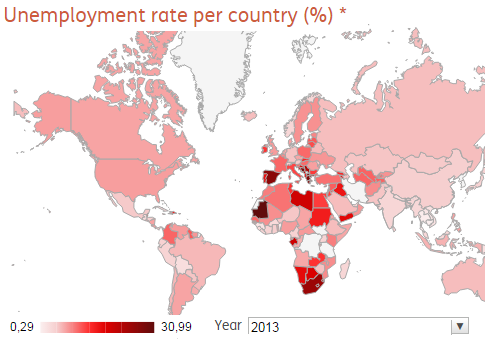 Unemployment rate per country (%) *
0,29 30,99 Year 2013